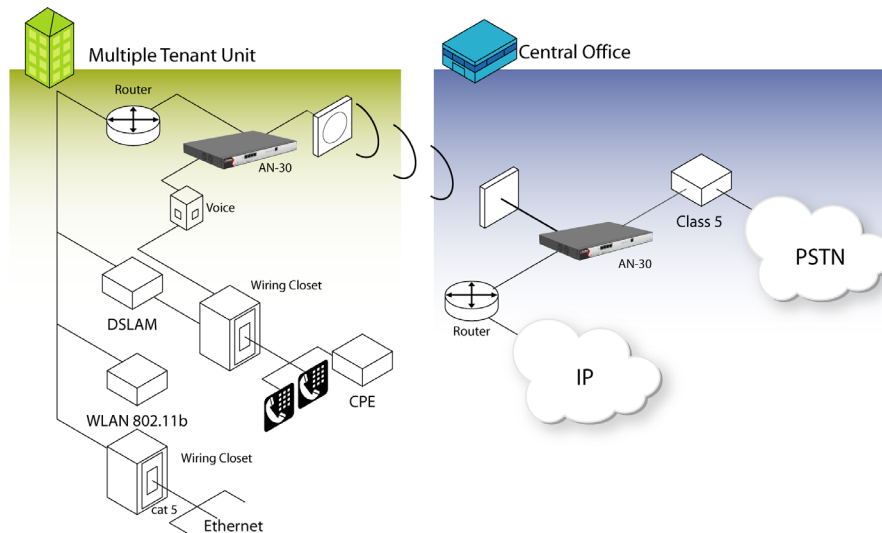 Multiple Tenant Unit
Central Office
Router
AN-30
Voice
Class 5
PSTN
AN-30
Wiring Closet
DSLAM
Router
IP
CPE
WLAN 802.11b
Wiring Closet
cat 5
Ethernet